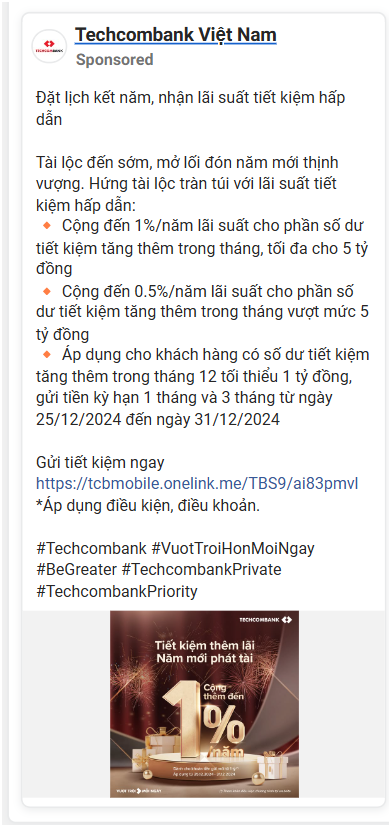 Techcombank Việt Nam
TECHCOMBANK
Sponsored
Đặt lịch kết năm, nhận lãi suất tiết kiệm hấp
dẫn
Tài lộc đến sớm, mở lối đón năm mới thịnh
vượng. Hứng tài lộc tràn túi với lãi suất tiết
kiệm hấp dẫn:
🔸 Cộng đến 1%/năm lãi suất cho phần số dư
tiết kiệm tăng thêm trong tháng, tối đa cho 5 tỷ
đồng
🔸 Cộng đến 0.5%/năm lãi suất cho phần số
dư tiết kiệm tăng thêm trong tháng vượt mức 5
tỷ đồng
🔸 Áp dụng cho khách hàng có số dư tiết kiệm
tăng thêm trong tháng 12 tối thiểu 1 tỷ đồng,
gửi tiền kỳ hạn 1 tháng và 3 tháng từ ngày
25/12/2024 đến ngày 31/12/2024
Gửi tiết kiệm ngay
https://tcbmobile.onelink.me/TBS9/ai83pmvl
*Áp dụng điều kiện, điều khoản.
#Techcombank #VuotTroiHonMoiNgay
#BeGreater #TechcombankPrivate
#TechcombankPriority
TECHCOMBANK
Tiết kiệm thêm lãi
Năm mới phát tài
Cộng
thêm đến
1%
/năm
VƯỢT TRỘI HƠN MỖI NGÀY